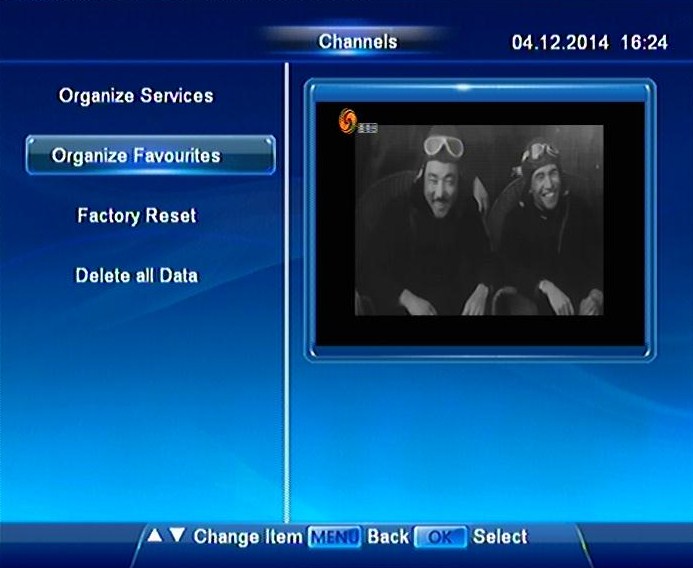 Channels
04.12.2014 16:24
Organize Services
Organize Favourites
Factory Reset
Delete all Data
▲ ▼ Change Item MENU Back OK Select